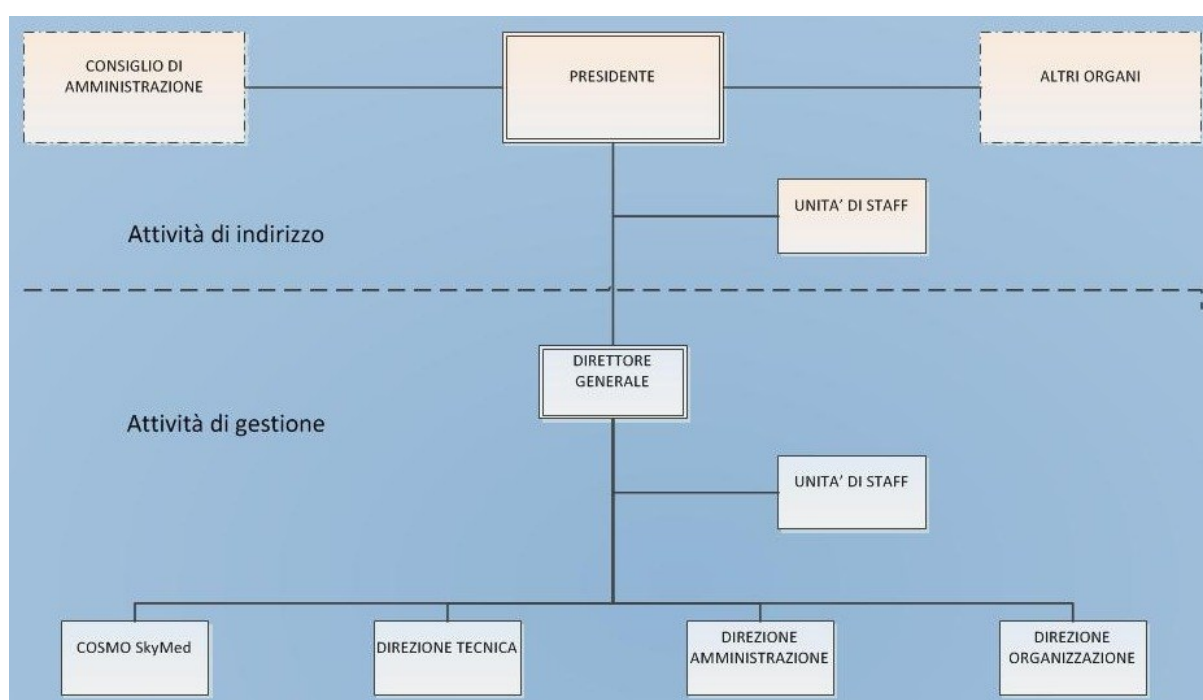 CONSIGLIO DI
AMMINISTRAZIONE
PRESIDENTE
ALTRI ORGANI
UNITA’ DI STAFF
Attività di indirizzo
DIRETTORE
GENERALE
Attività di gestione
UNITA’ DI STAFF
COSMO SkyMed
DIREZIONE TECNICA
DIREZIONE
AMMINISTRAZIONE
DIREZIONE
ORGANIZZAZIONE